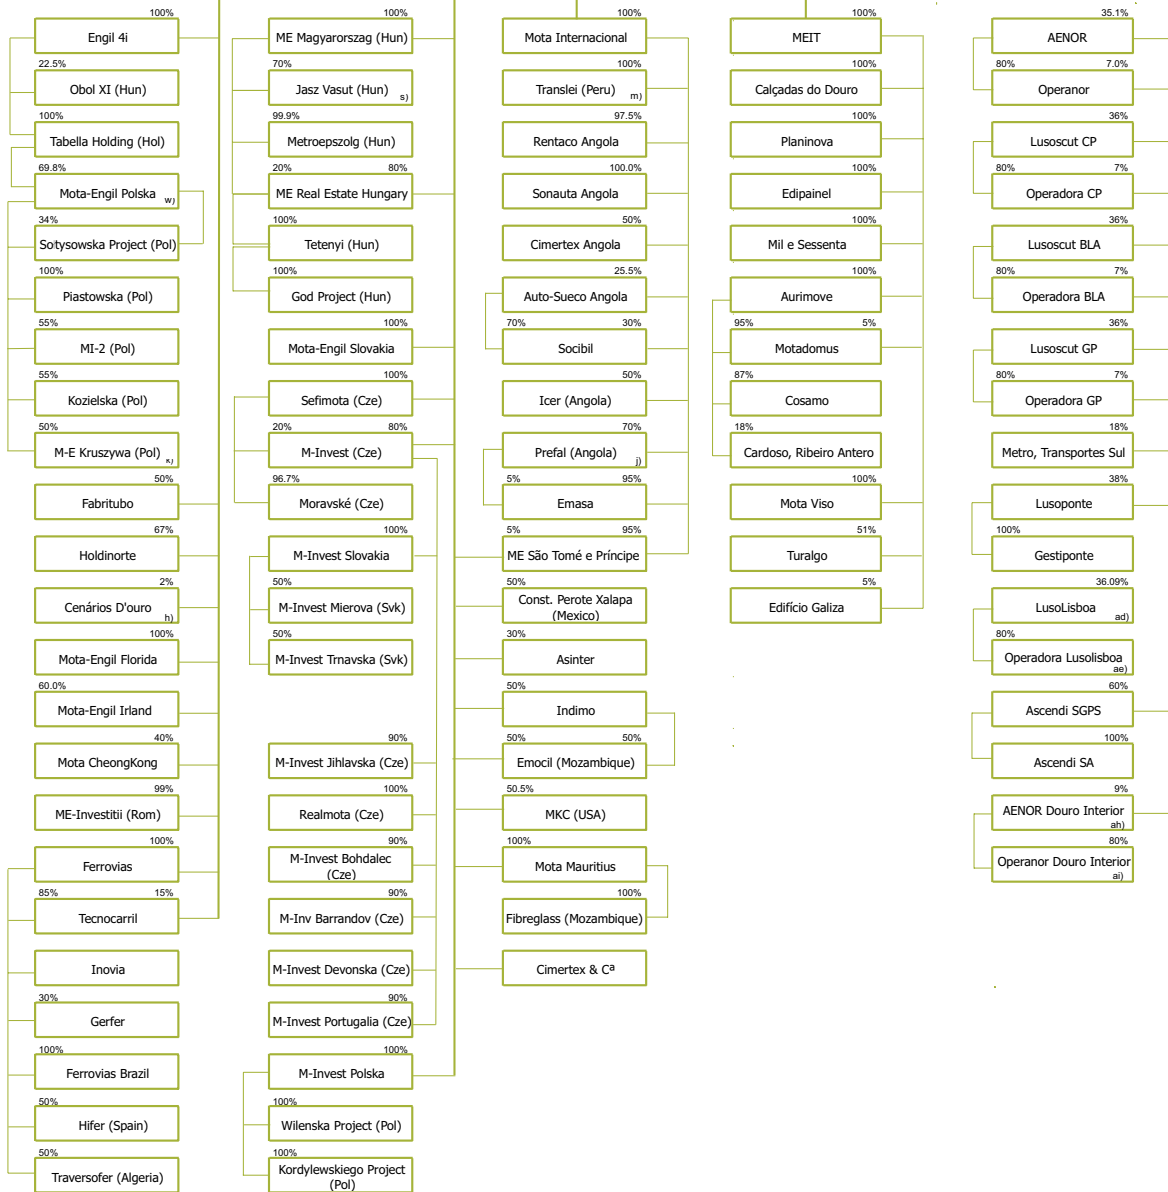 100%
Engil 4i
22.5%
Obol XI (Hun)
100%
Tabella Holding (Hol)
69.8%
Mota-Engil Polska
w)
34%
Sołtysowska Project (Pol)
100%
Piastowska (Pol)
55%
MI-2 (Pol)
55%
Kozielska (Pol)
50%
M-E Kruszywa (Pol)
50%
Fabritubo
67%
Holdinorte
2%
Cenários D'ouro
h)
100%
Mota-Engil Florida
60.0%
Mota-Engil Irland
40%
Mota CheongKong
99%
ME-Investitii (Rom)
100%
Ferrovias
85% 15%
Tecnocarril
Inovia
30%
Gerfer
100%
Ferrovias Brazil
50%
Hifer (Spain)
50%
Traversofer (Algeria)
100%
ME Magyarorszag (Hun)
70%
Jasz Vasut (Hun)
s)
99.9%
Metroepszolg (Hun)
20% 80%
ME Real Estate Hungary
100%
Tetenyi (Hun)
100%
God Project (Hun)
100%
Mota-Engil Slovakia
100%
Sefimota (Cze)
20% 80%
M-Invest (Cze)
96.7%
Moravské (Cze)
100%
M-Invest Slovakia
50%
M-Invest Mierova (Svk)
50%
M-Invest Trnavska (Svk)
90%
M-Invest Jihlavska (Cze)
100%
Realmota (Cze)
90%
M-Invest Bohdalec
(Cze)
90%
M-Inv Barrandov (Cze)
M-Invest Devonska (Cze)
90%
M-Invest Portugalia (Cze)
100%
M-Invest Polska
100%
Wilenska Project (Pol)
100%
Kordylewskiego Project
(Pol)
100%
Mota Internacional
100%
Translei (Peru)
m)
97.5%
Rentaco Angola
100.0%
Sonauta Angola
50%
Cimertex Angola
25.5%
Auto-Sueco Angola
70% 30%
Socibil
50%
Icer (Angola)
70%
Prefal (Angola)
j)
5% 95%
Emasa
5% 95%
ME São Tomé e Príncipe
50%
Const. Perote Xalapa
(Mexico)
30%
Asinter
50%
Indimo
50% 50%
Emocil (Mozambique)
50.5%
MKC (USA)
100%
Mota Mauritius
100%
Fibreglass (Mozambique)
Cimertex & Cª
100%
MEIT
100%
Calçadas do Douro
100%
Planinova
100%
Edipainel
100%
Mil e Sessenta
100%
Aurimove
95% 5%
Motadomus
87%
Cosamo
18%
Cardoso, Ribeiro Antero
100%
Mota Viso
51%
Turalgo
5%
Edifício Galiza
35.1%
AENOR
80% 7.0%
Operanor
36%
Lusoscut CP
80% 7%
Operadora CP
36%
Lusoscut BLA
80% 7%
Operadora BLA
36%
Lusoscut GP
80% 7%
Operadora GP
18%
Metro, Transportes Sul
38%
Lusoponte
100%
Gestiponte
36.09%
LusoLisboa
ad)
80%
Operadora Lusolisboa
ae)
60%
Ascendi SGPS
100%
Ascendi SA
9%
AENOR Douro Interior
ah)
80%
Operanor Douro Interior
ai)